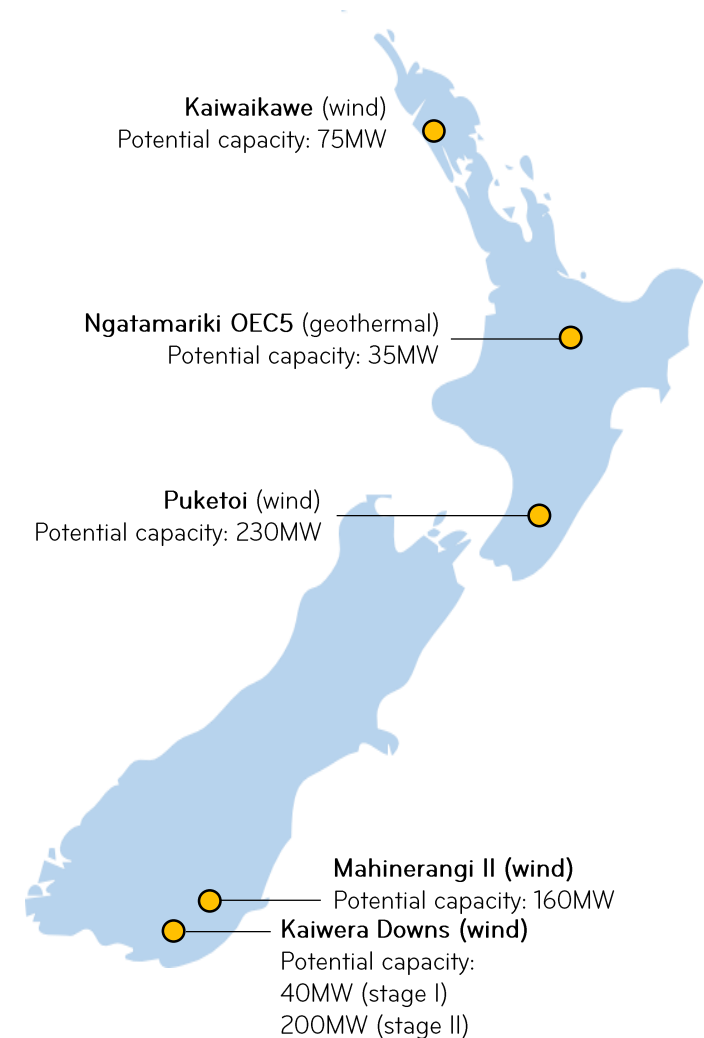 Kaiwaikawe (wind)
Potential capacity: 75MW
Ngatamariki OEC5 (geothermal)
Potential capacity: 35MW
Puketoi (wind)
Potential capacity: 230MW
Mahinerangi II (wind)
Potential capacity: 160MW
Kaiwera Downs (wind)
Potential capacity:
40MW (stage I)
200MW (stage II)